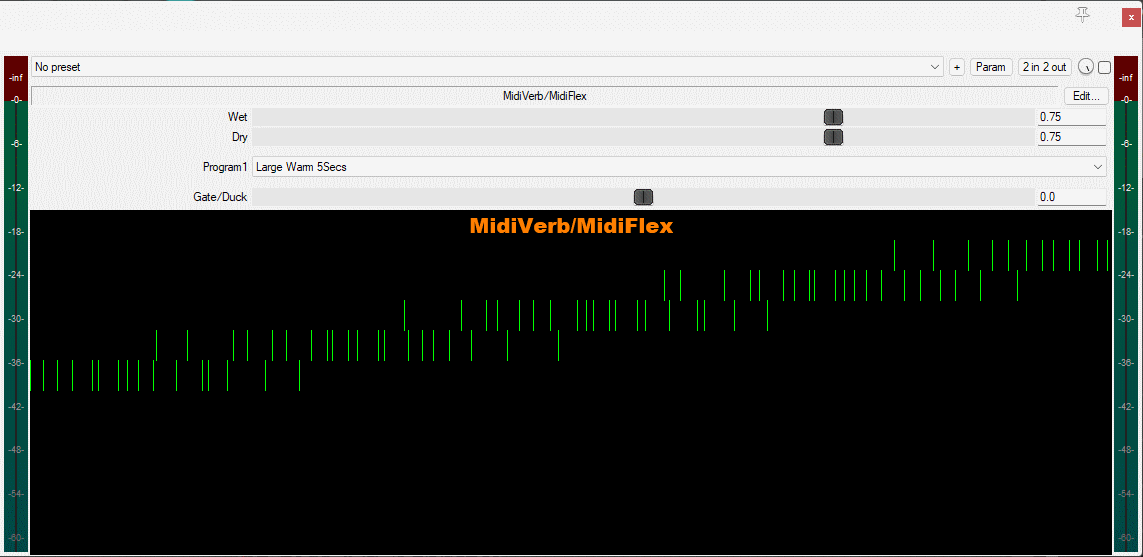 x
No preset
+
Param
2 in 2 out
-inf
-inf
MidiVerb/MidiFlex
Edit...
-0-
-0-
Wet
0.75
Dry
0.75
-6-
-6-
Program1
Large Warm 5Secs
-12-
-12-
Gate/Duck
0.0
MidiVerb/MidiFlex
-18-
-18-
-24-
-24-
-30-
-30-
-36-
-36-
-42-
-42-
-48-
-48-
-54-
-54-
-60-
-60-